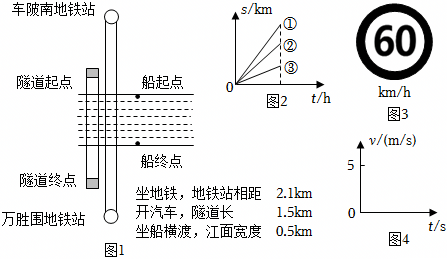 车陂南地铁站
隧道起点
船起点
隧道终点
船终点
万胜围地铁站
坐地铁，地铁站相距 2.1km
开汽车，隧道长 1.5km
坐船横渡，江面宽度 0.5km
图1
s/km
①
②
③
0
t/h
图2
60
km/h
图3
v/(m/s)
5
0
t/s
图4